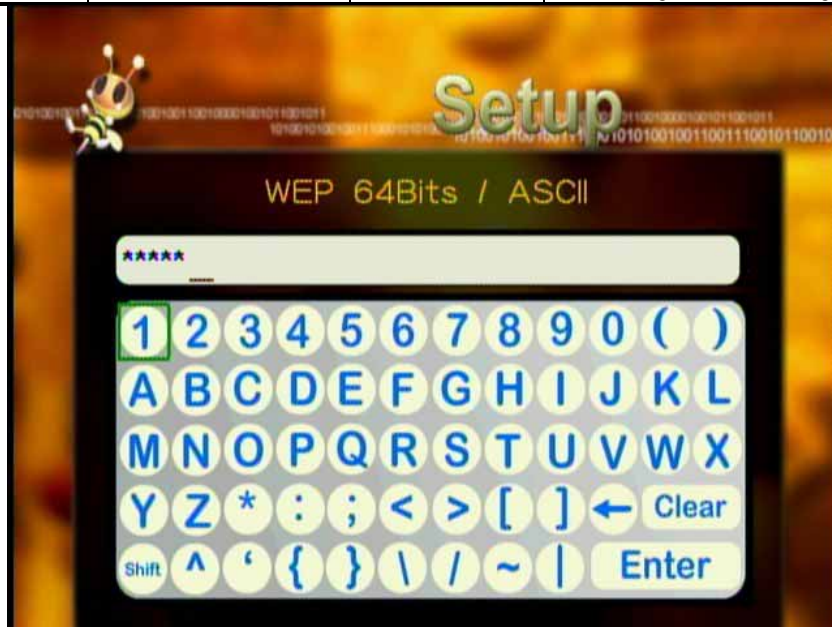 Setup
WEP 64Bits / ASCII
*****_
1 2 3 4 5 6 7 8 9 0 ( )
A B C D E F G H I J K L
M N O P Q R S T U V W X
Y Z * : ; < > [ ] ← Clear
Shift ^ ‘ { } \ / ~ | Enter